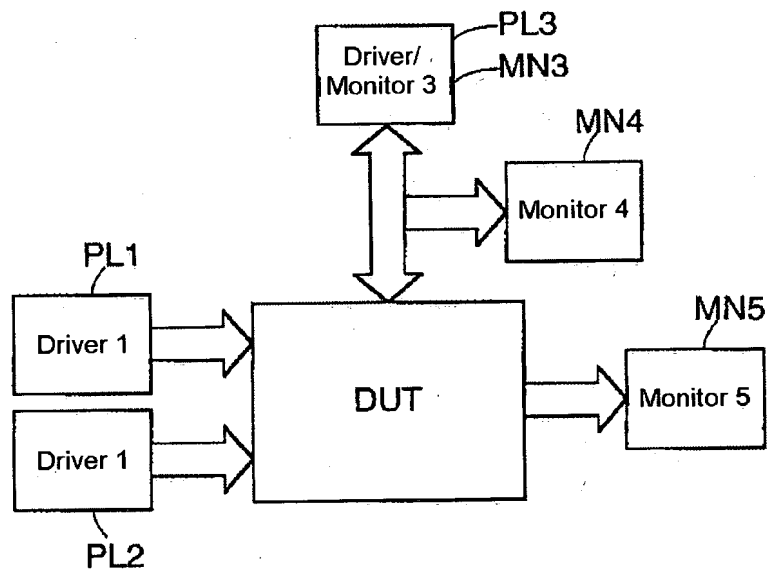 PL3
Driver/
Monitor 3
MN3
MN4
Monitor 4
PL1
Driver 1
DUT
MN5
Monitor 5
Driver 1
PL2